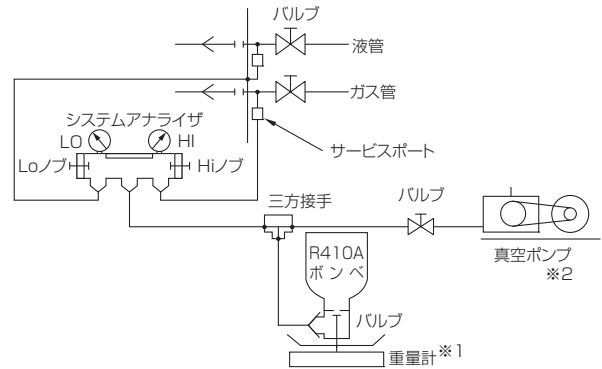 バルブ
液管
ガス管
システムアナライザ
LO
HI
Loノブ
Hiノブ
サービスポート
三方接手
バルブ
R410A
ボンベ
真空ポンプ
※2
バルブ
重量計※1